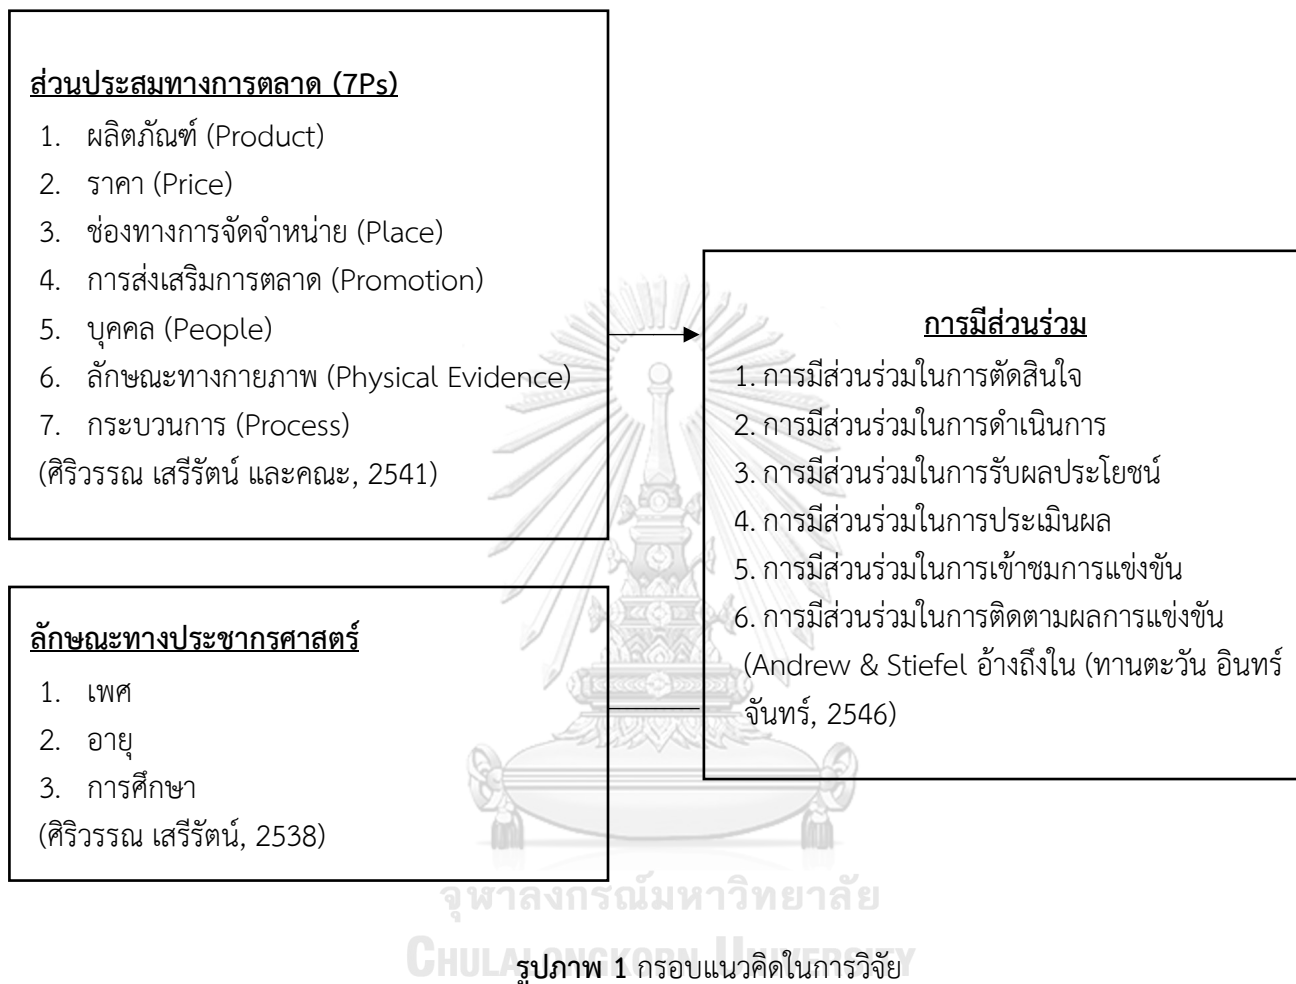 ส่วนประสมทางการตลาด (7Ps)
1. ผลิตภัณฑ์ (Product)
2. ราคา (Price)
3. ช่องทางการจัดจำหน่าย (Place)
4. การส่งเสริมการตลาด (Promotion)
5. บุคคล (People)
6. ลักษณะทางกายภาพ (Physical Evidence)
7. กระบวนการ (Process)
(ศิริวรรณ เสรีรัตน์ และคณะ, 2541)
ลักษณะทางประชากรศาสตร์
1. เพศ
2. อายุ
3. การศึกษา
(ศิริวรรณ เสรีรัตน์, 2538)
การมีส่วนร่วม
1. การมีส่วนร่วมในการตัดสินใจ
2. การมีส่วนร่วมในการดำเนินการ
3. การมีส่วนร่วมในการรับผลประโยชน์
4. การมีส่วนร่วมในการประเมินผล
5. การมีส่วนร่วมในการเข้าชมการแข่งขัน
6. การมีส่วนร่วมในการติดตามผลการแข่งขัน
(Andrew & Stiefel อ้างถึงใน (ทานตะวัน อินทร์
จันทร์, 2546)
จุฬาลงกรณ์มหาวิทยาลัย
CHULALONGKORN UNIVERSITY
รูปภาพ 1 กรอบแนวคิดในการวิจัย